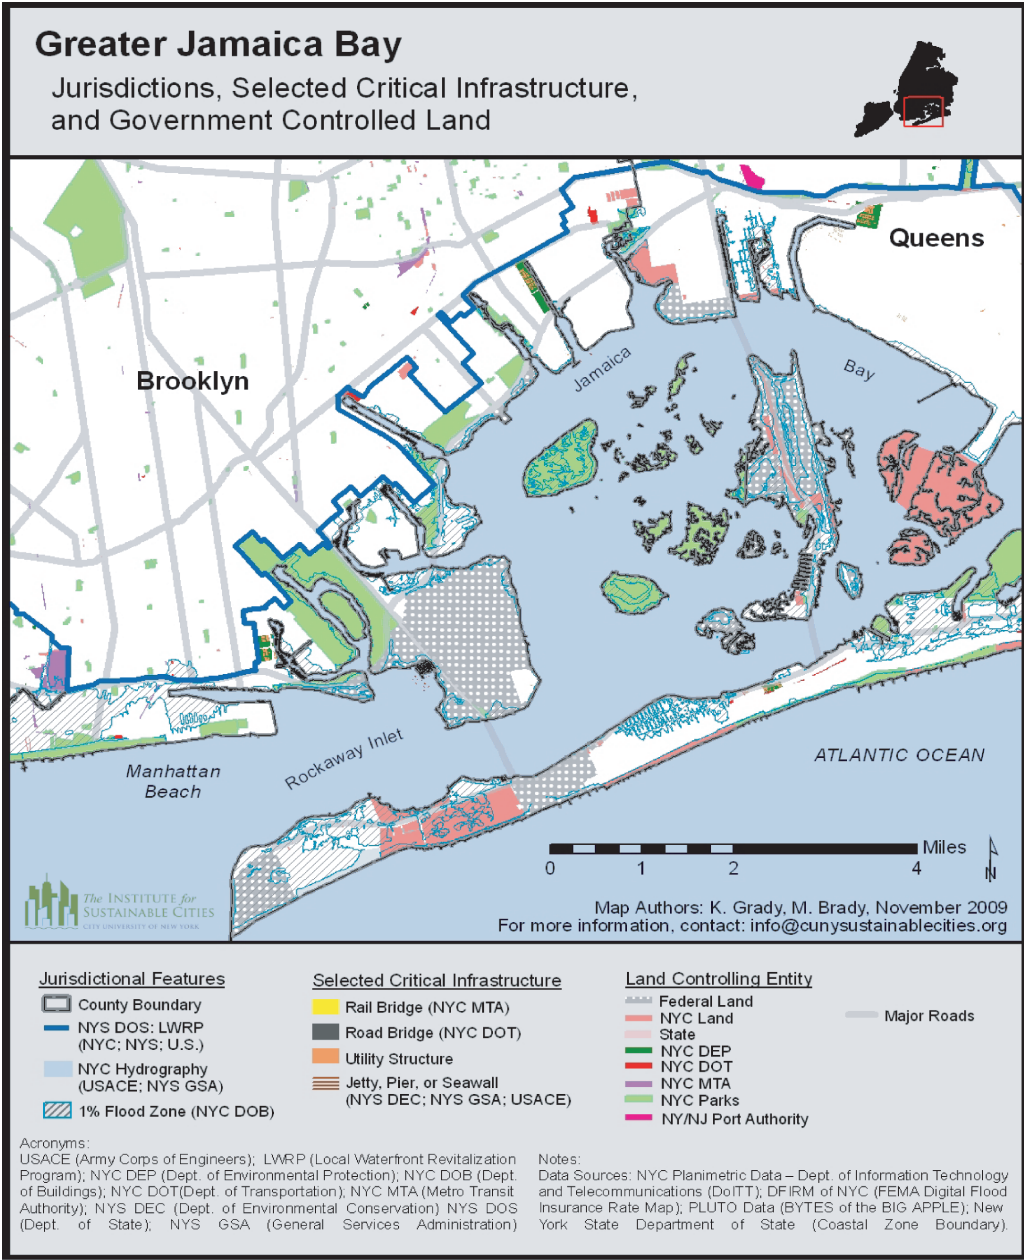 Greater Jamaica Bay
Jurisdictions, Selected Critical Infrastructure,
and Government Controlled Land
Queens
Brooklyn
Jamaica
Bay
Rockaway Inlet
Manhattan
Beach
ATLANTIC OCEAN
Miles
0 1 2 4
N
The INSTITUTE for
SUSTAINABLE CITIES
CITY UNIVERSITY OF NEW YORK
Map Authors: K. Grady, M. Brady, November 2009
For more information, contact: info@cunysustainablecities.org
Jurisdictional Features
County Boundary
NYS DOS: LWRP
(NYC; NYS; U.S.)
NYC Hydrography
(USACE; NYS GSA)
1% Flood Zone (NYC DOB)
Selected Critical Infrastructure
Rail Bridge (NYC MTA)
Road Bridge (NYC DOT)
Utility Structure
Jetty, Pier, or Seawall
(NYS DEC; NYS GSA; USACE)
Land Controlling Entity
Federal Land
NYC Land
State
NYC DEP
NYC DOT
NYC MTA
NYC Parks
NY/NJ Port Authority
Major Roads
Acronyms:
USACE (Army Corps of Engineers); LWRP (Local Waterfront Revitalization
Program); NYC DEP (Dept. of Environmental Protection); NYC DOB (Dept.
of Buildings); NYC DOT(Dept. of Transportation); NYC MTA (Metro Transit
Authority); NYS DEC (Dept. of Environmental Conservation) NYS DOS
(Dept. of State); NYS GSA (General Services Administration)
Notes:
Data Sources: NYC Planimetric Data – Dept. of Information Technology
and Telecommunications (DoITT); DFIRM of NYC (FEMA Digital Flood
Insurance Rate Map); PLUTO Data (BYTES of the BIG APPLE); New
York State Department of State (Coastal Zone Boundary).